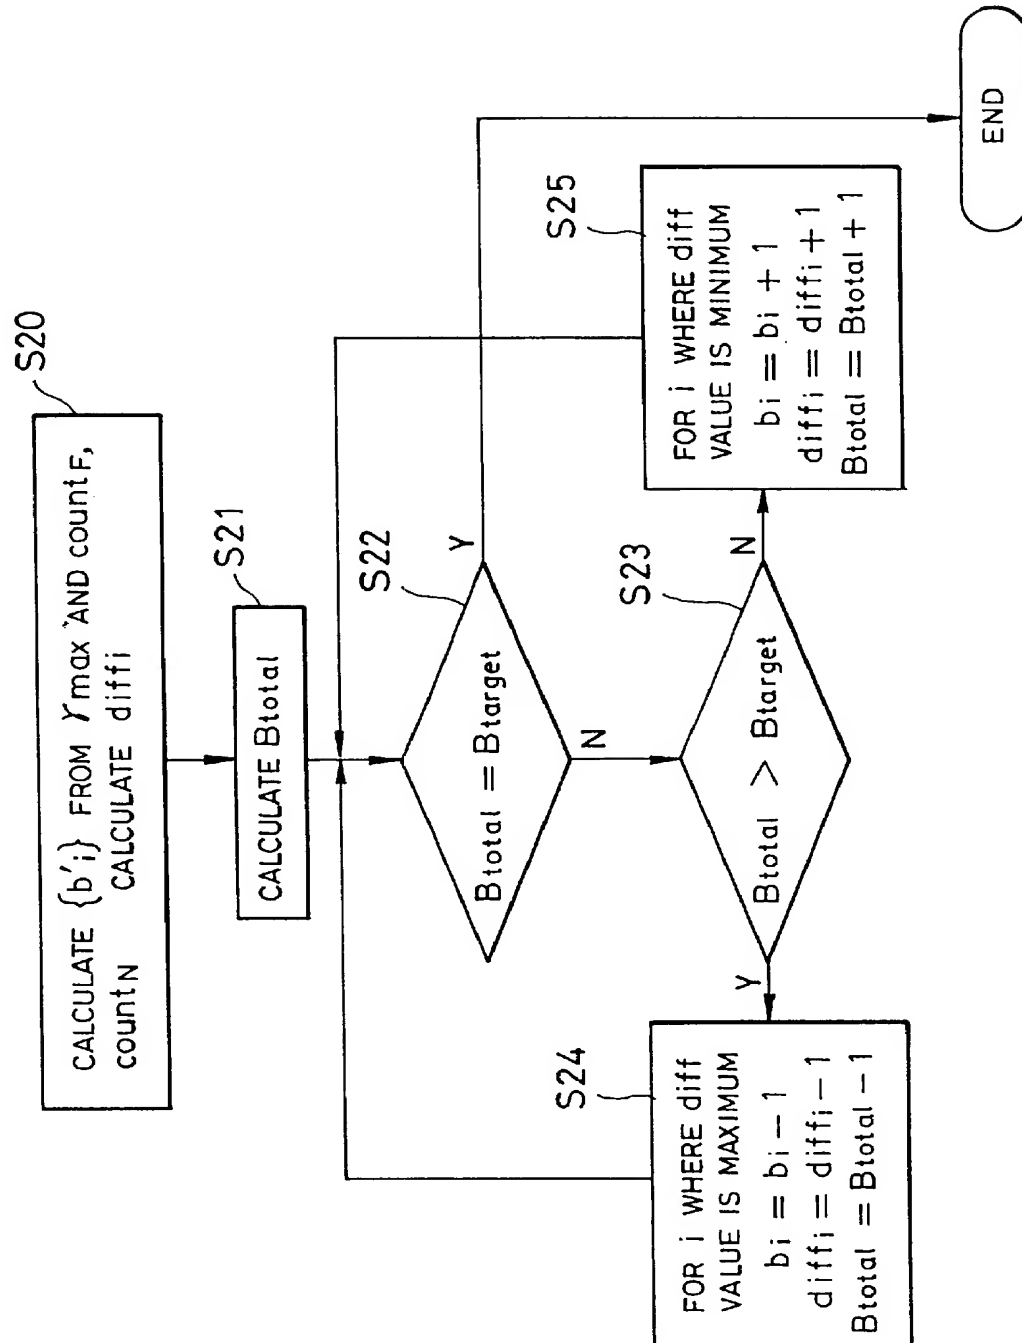 S20
CALCULATE {b'i} FROM γmax AND countF,
countN CALCULATE diffi
S21
CALCULATE Btotal
S22
Btotal = Btarget
Y
N
S23
Btotal > Btarget
Y
N
S24
FOR i WHERE diff
VALUE IS MAXIMUM
bi = bi − 1
diffi = diffi − 1
Btotal = Btotal − 1
S25
FOR i WHERE diff
VALUE IS MINIMUM
bi = bi + 1
diffi = diffi + 1
Btotal = Btotal + 1
END